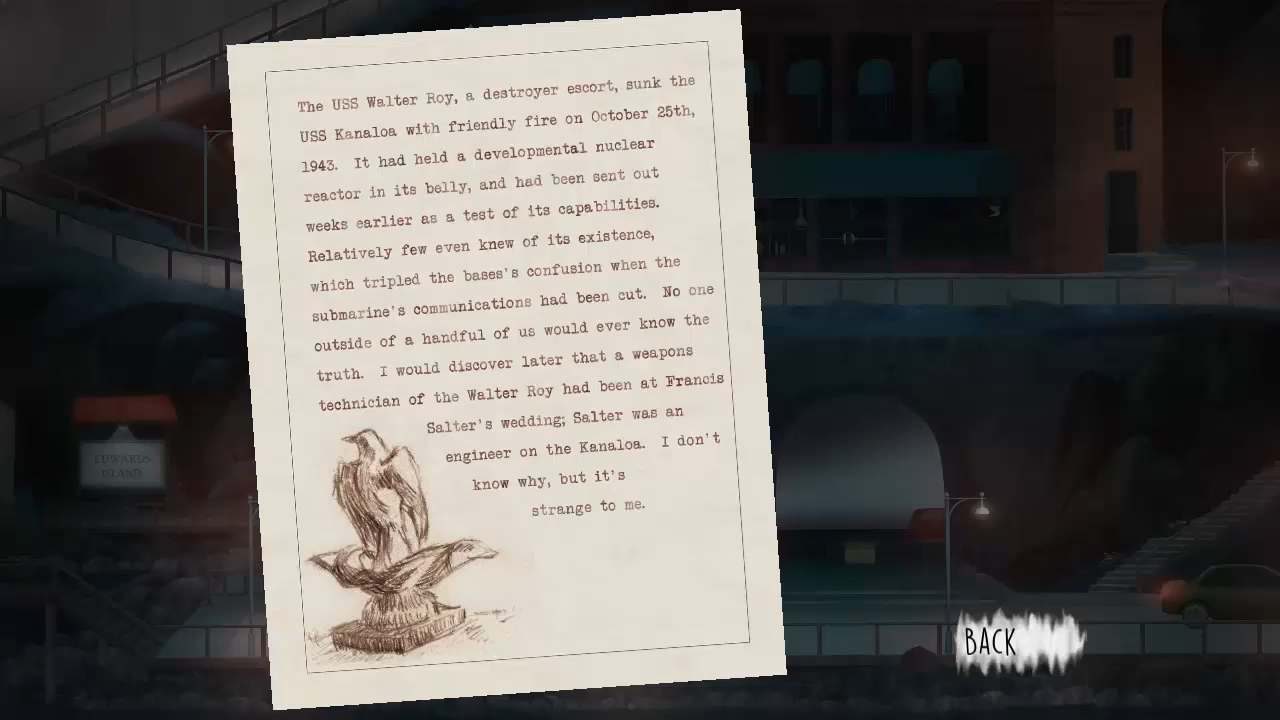 The USS Walter Roy, a destroyer escort, sunk the
USS Kanaloa with friendly fire on October 25th,
1943.  It had held a developmental nuclear
reactor in its belly, and had been sent out
weeks earlier as a test of its capabilities.
Relatively few even knew of its existence,
which tripled the bases's confusion when the
submarine's communications had been cut.  No one
outside of a handful of us would ever know the
truth.  I would discover later that a weapons
technician of the Walter Roy had been at Francis
Salter's wedding; Salter was an
engineer on the Kanaloa.  I don't
know why, but it's
strange to me.
EDWARDS
ISLAND
BACK